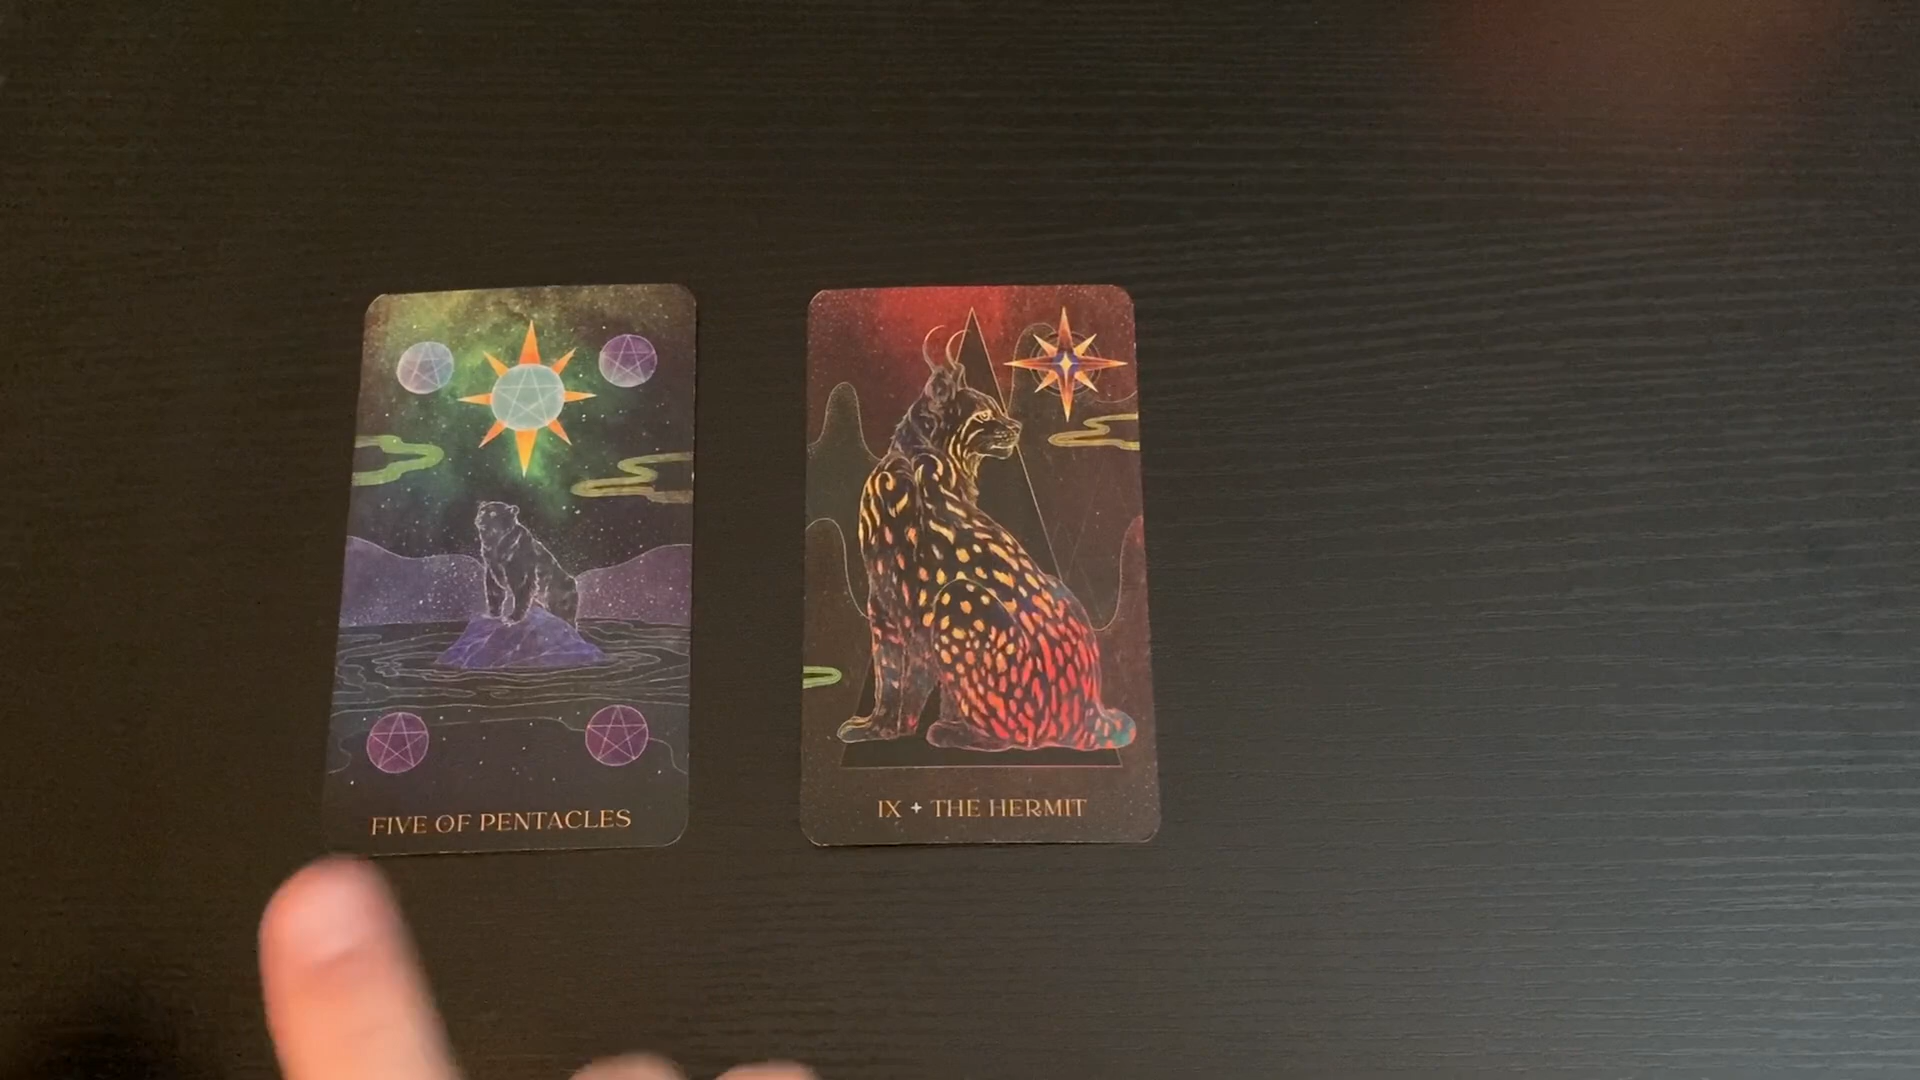 FIVE OF PENTACLES
IX ✦ THE HERMIT